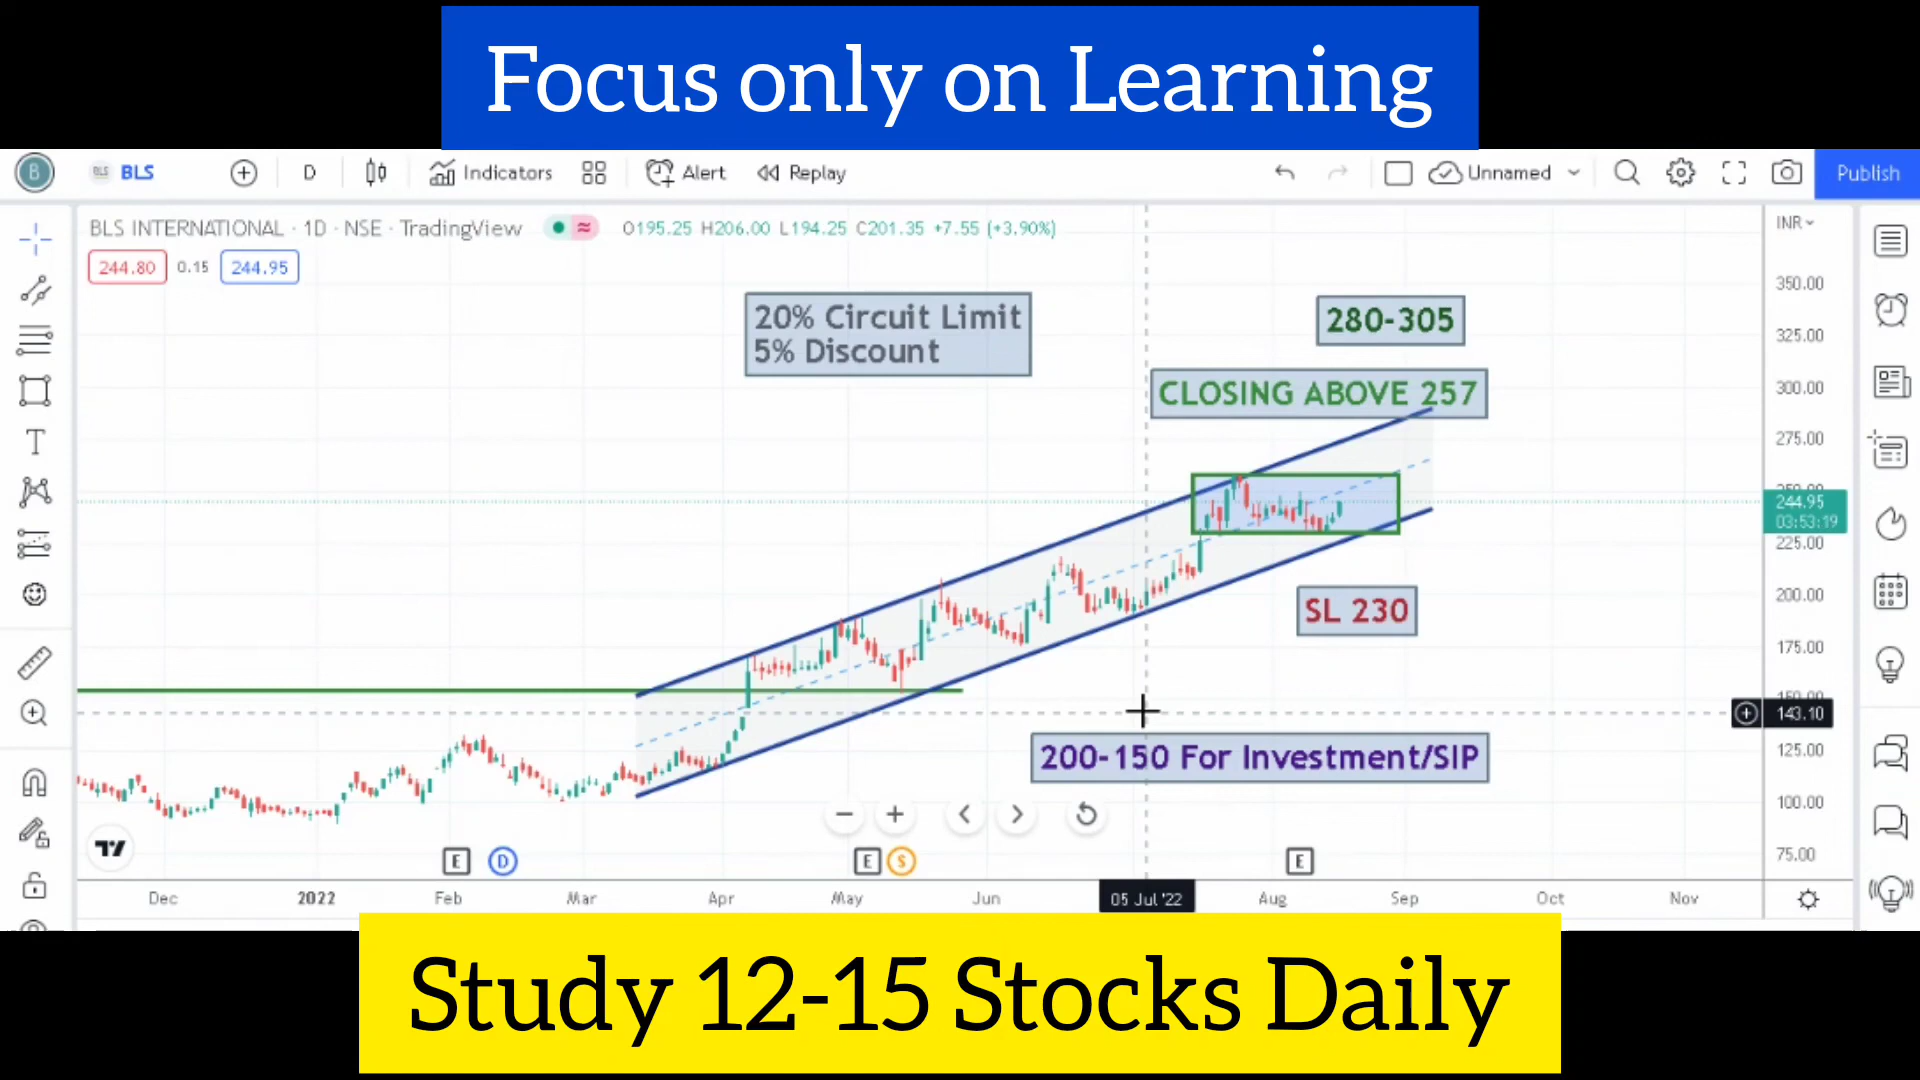 Focus only on Learning
B BLS BLS D Indicators Alert Replay Unnamed Publish
BLS INTERNATIONAL · 1D · NSE · TradingView O195.25 H206.00 L194.25 C201.35 +7.55 (+3.90%) INR
244.80 0.15 244.95
350.00
20% Circuit Limit
5% Discount
280-305
325.00
CLOSING ABOVE 257
300.00
275.00
244.95
03:53:19
225.00
SL 230
200.00
175.00
143.10
200-150 For Investment/SIP
125.00
100.00
75.00
E D E S E
Dec 2022 Feb Mar Apr May Jun 05 Jul '22 Aug Sep Oct Nov
Study 12-15 Stocks Daily